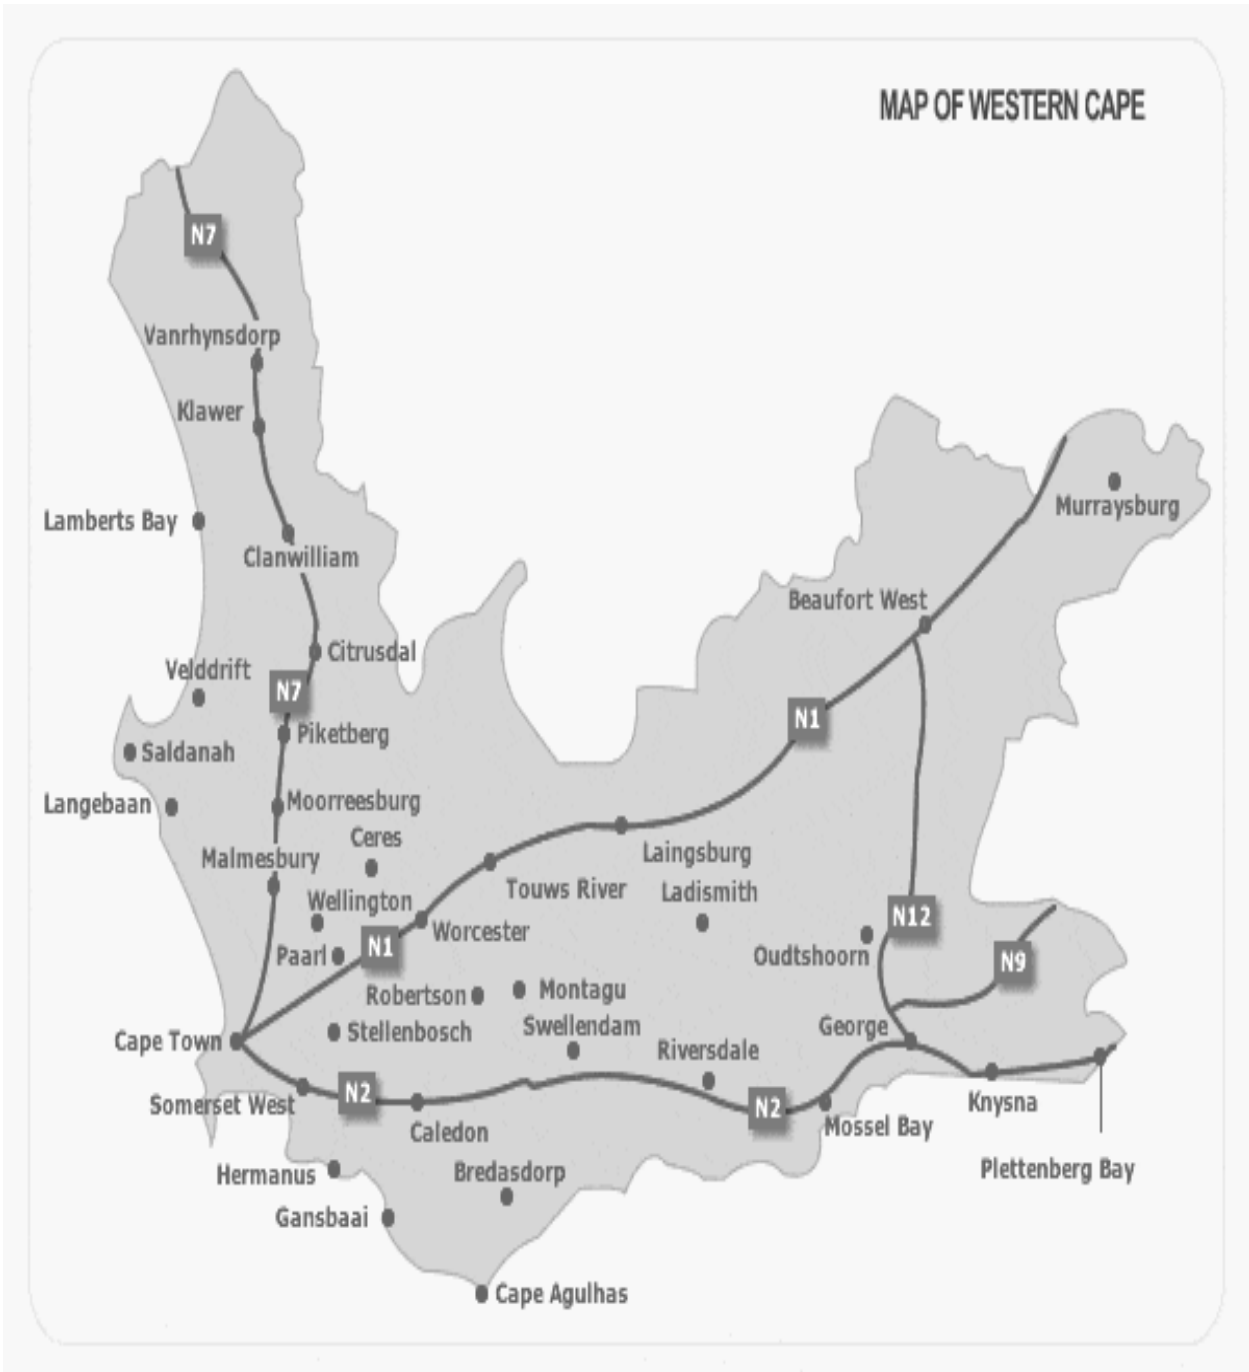 MAP OF WESTERN CAPE
N7
Vanrhynsdorp
Klawer
Lamberts Bay
Clanwilliam
Murraysburg
Beaufort West
Citrusdal
Velddrift
N7
N1
Piketberg
Saldanah
Langebaan
Moorreesburg
Ceres
Malmesbury
Laingsburg
Touws River
Ladismith
Wellington
N12
Worcester
N1
Paarl
Oudtshoorn
N9
Robertson
Montagu
Stellenbosch
Swellendam
George
Cape Town
Riversdale
N2
Somerset West
N2
Knysna
Caledon
Mossel Bay
Hermanus
Bredasdorp
Plettenberg Bay
Gansbaai
Cape Agulhas